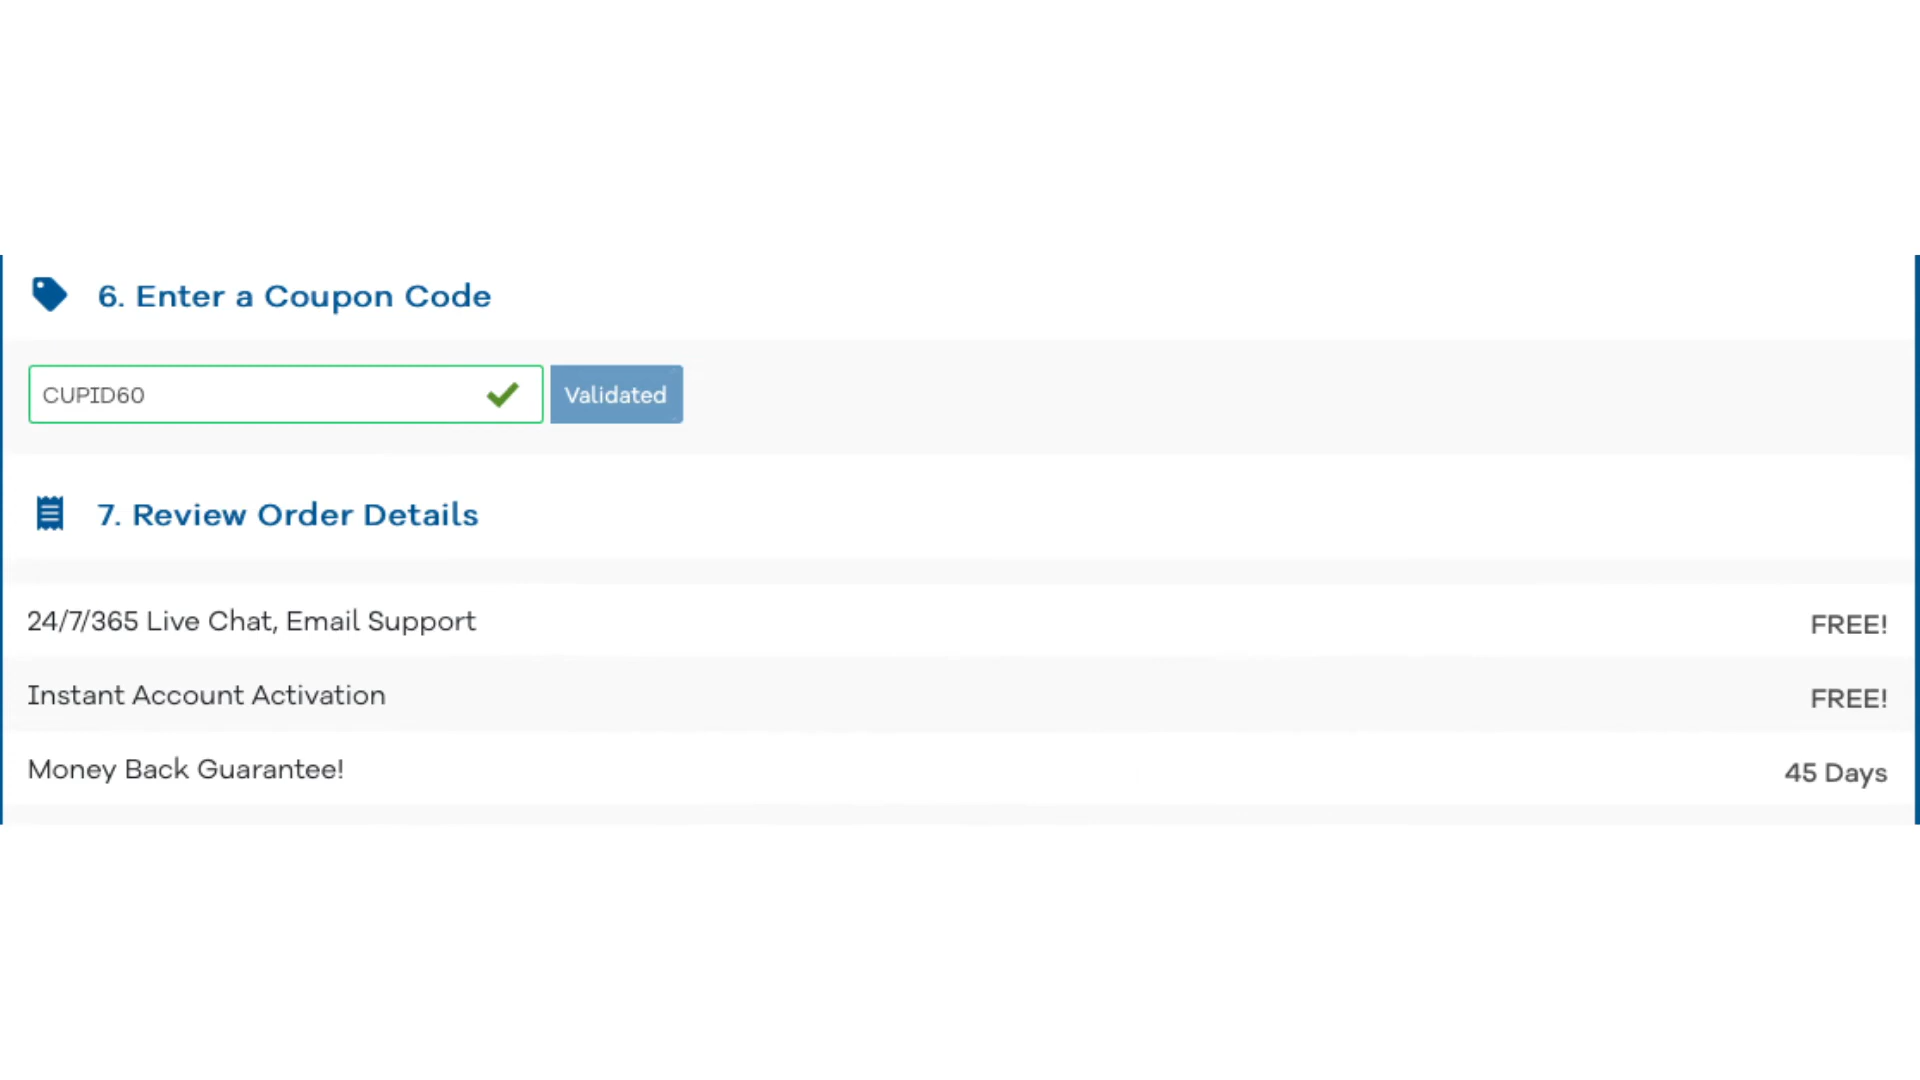 6. Enter a Coupon Code
CUPID60
Validated
7. Review Order Details
24/7/365 Live Chat, Email Support FREE!
Instant Account Activation FREE!
Money Back Guarantee! 45 Days